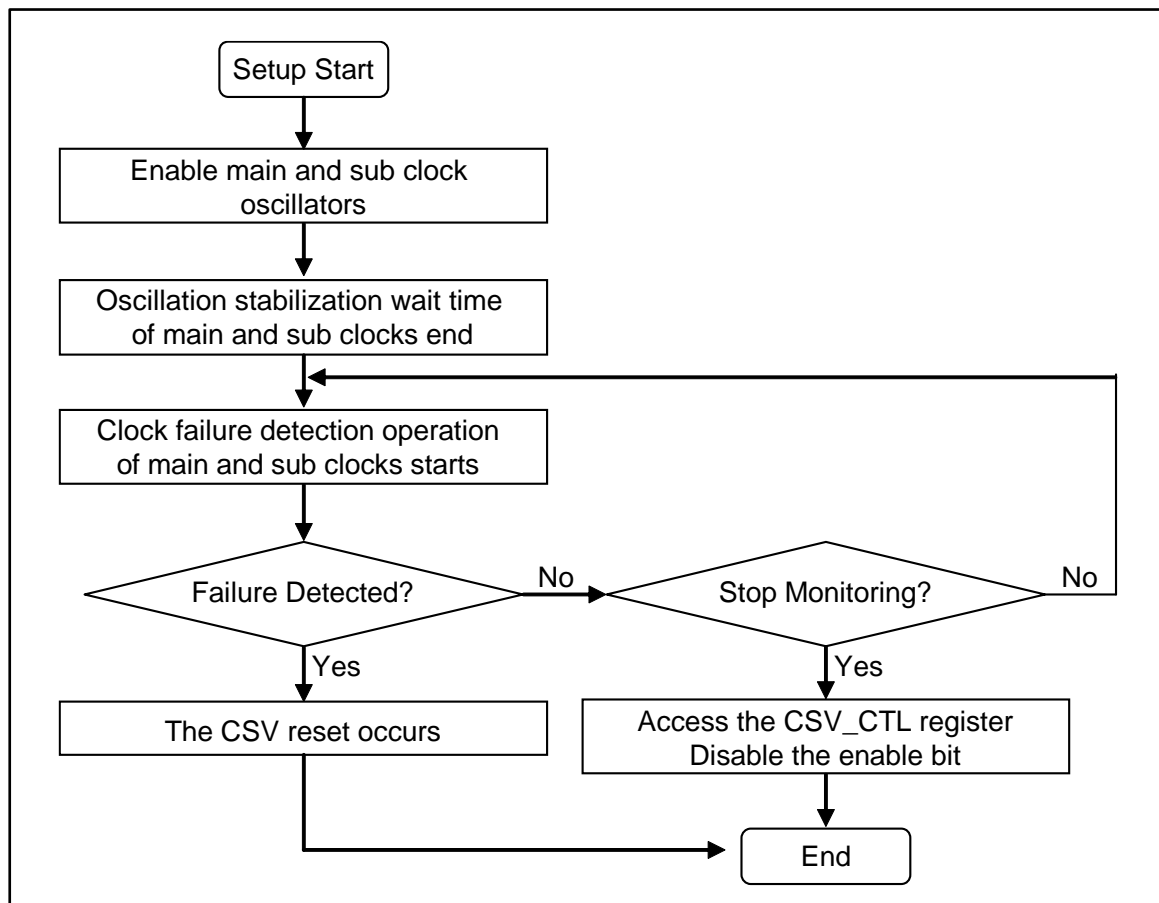 Setup Start
Enable main and sub clock
oscillators
Oscillation stabilization wait time
of main and sub clocks end
Clock failure detection operation
of main and sub clocks starts
Failure Detected?
No
Stop Monitoring?
No
Yes
Yes
The CSV reset occurs
Access the CSV_CTL register
Disable the enable bit
End